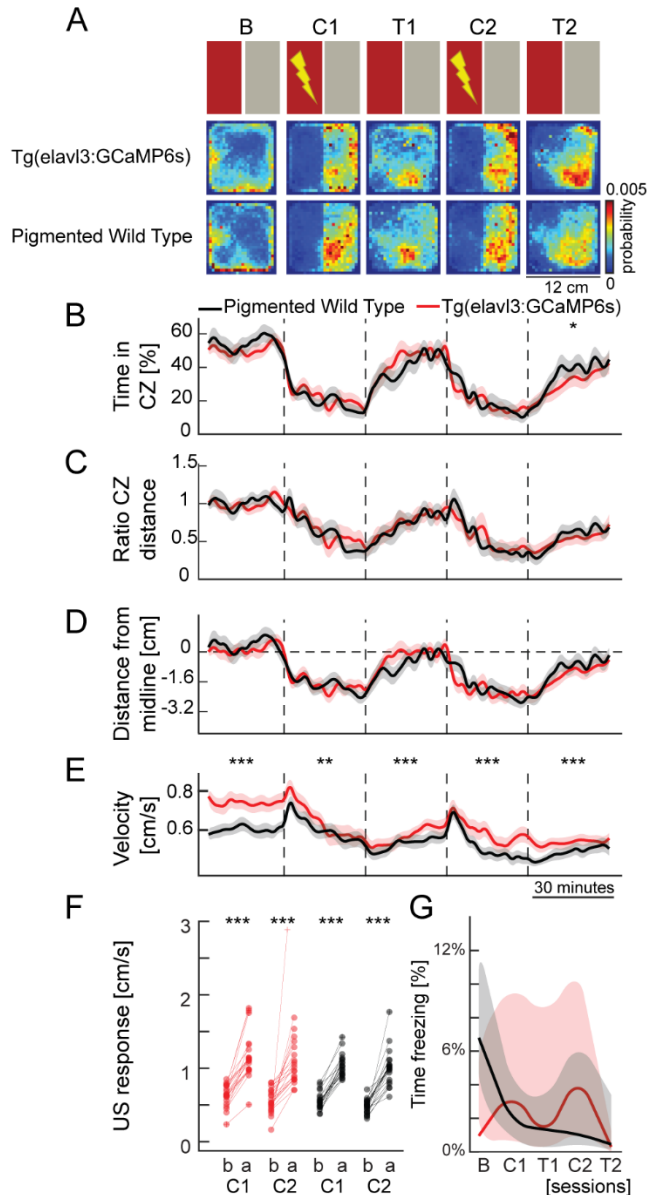 A
B C1 T1 C2 T2
Tg(elavl3:GCaMP6s)
Pigmented Wild Type
0.005
probability
0
12 cm
B
Pigmented Wild Type Tg(elavl3:GCaMP6s)
*
Time in
CZ [%]
60
40
20
0
C
Ratio CZ
distance
1.5
1
0.5
0
D
Distance from
midline [cm]
0
-1.6
-3.2
E
*** ** *** *** ***
Velocity
[cm/s]
0.8
0.6
30 minutes
F
*** *** *** ***
US response [cm/s]
3
2
1
0
b a b a b a b a
C1 C2 C1 C2
G
Time freezing [%]
12%
6%
0%
B C1 T1 C2 T2
[sessions]